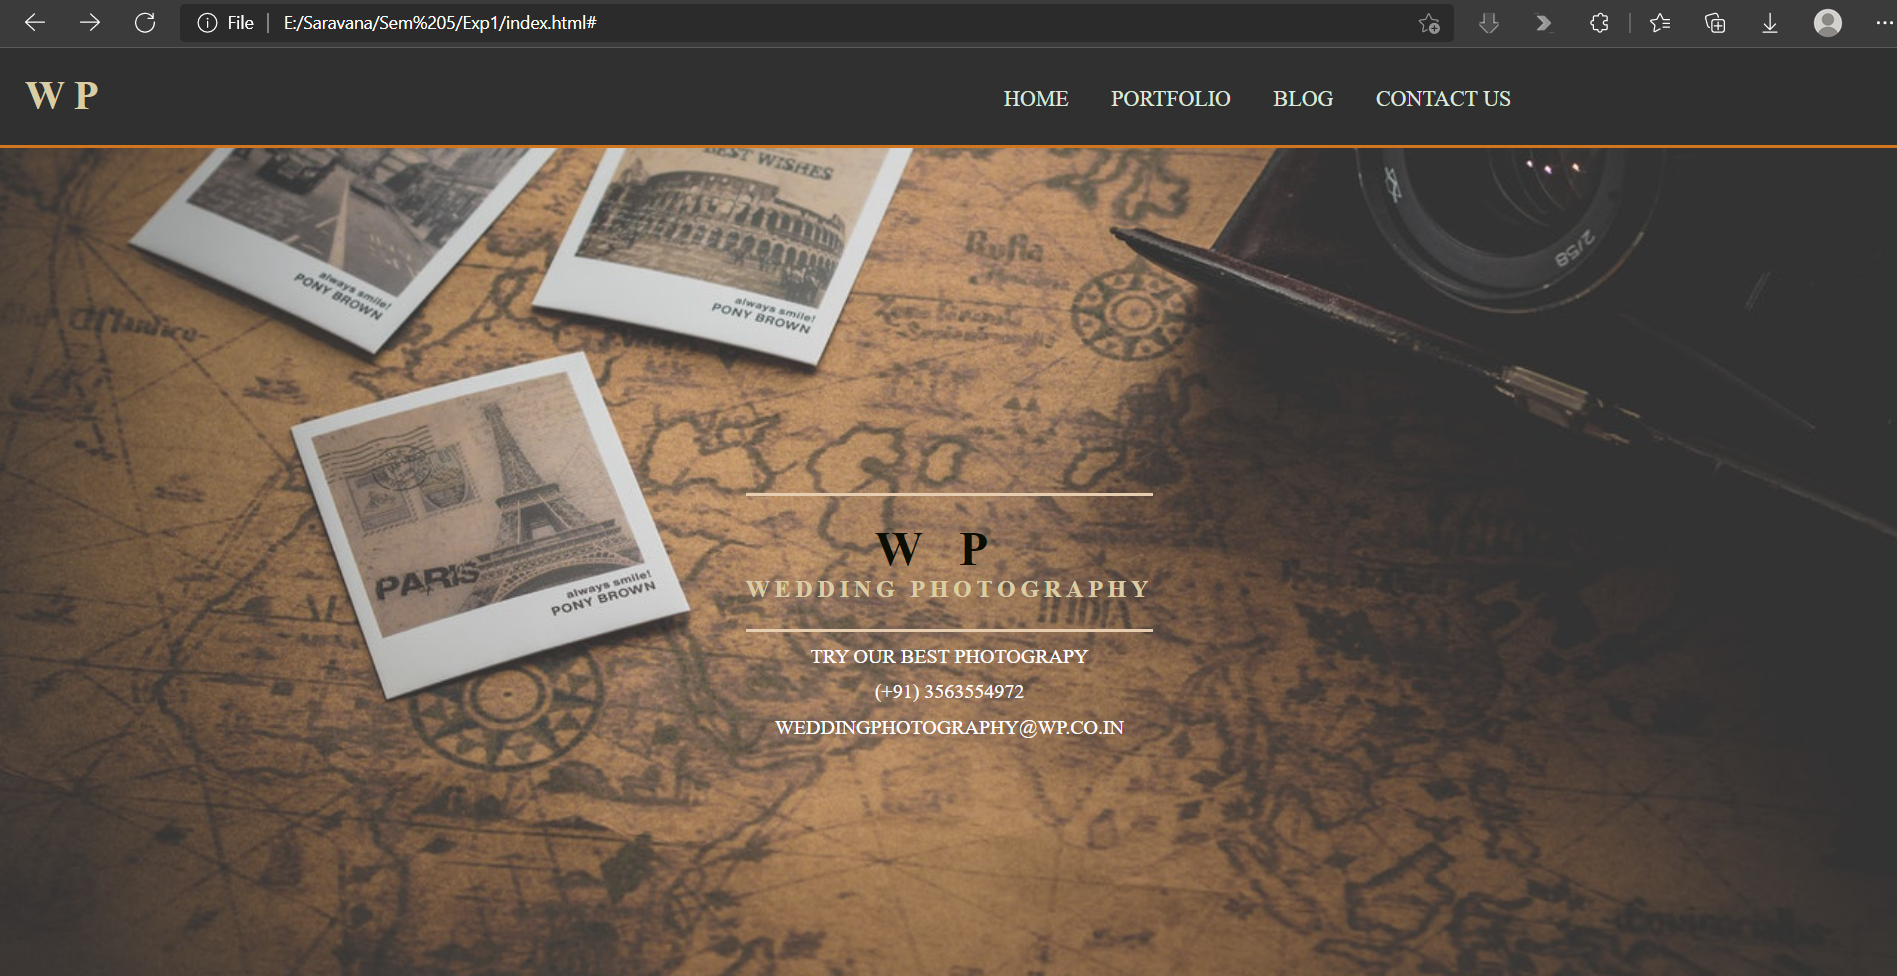 File
E:/Saravana/Sem%205/Exp1/index.html#
W P
HOME PORTFOLIO BLOG CONTACT US
BEST WISHES
2/58
always smile!
PONY BROWN
always smile!
PONY BROWN
PARIS
always smile!
PONY BROWN
W P
WEDDING PHOTOGRAPHY
TRY OUR BEST PHOTOGRAPY
(+91) 3563554972
WEDDINGPHOTOGRAPHY@WP.CO.IN